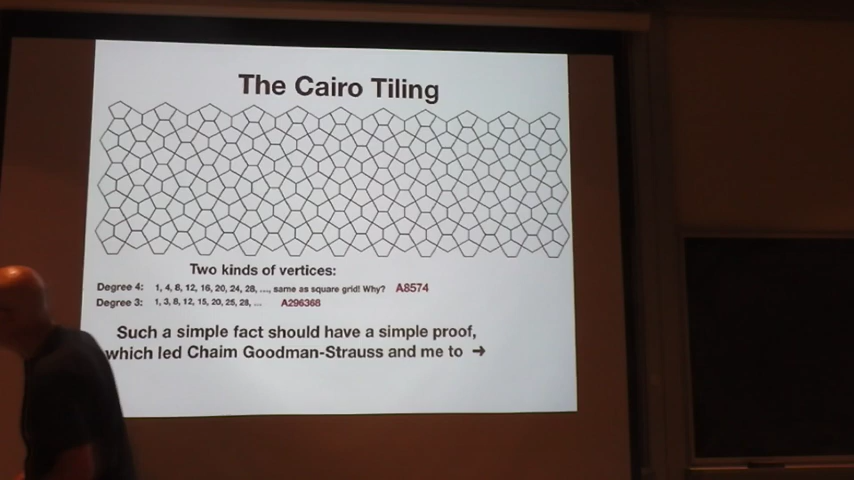 The Cairo Tiling
Two kinds of vertices:
Degree 4: 1, 4, 8, 12, 16, 20, 24, 28, ..., same as square grid! Why? A8574
Degree 3: 1, 3, 8, 12, 15, 20, 25, 28, ... A296368
Such a simple fact should have a simple proof,
which led Chaim Goodman-Strauss and me to ➔